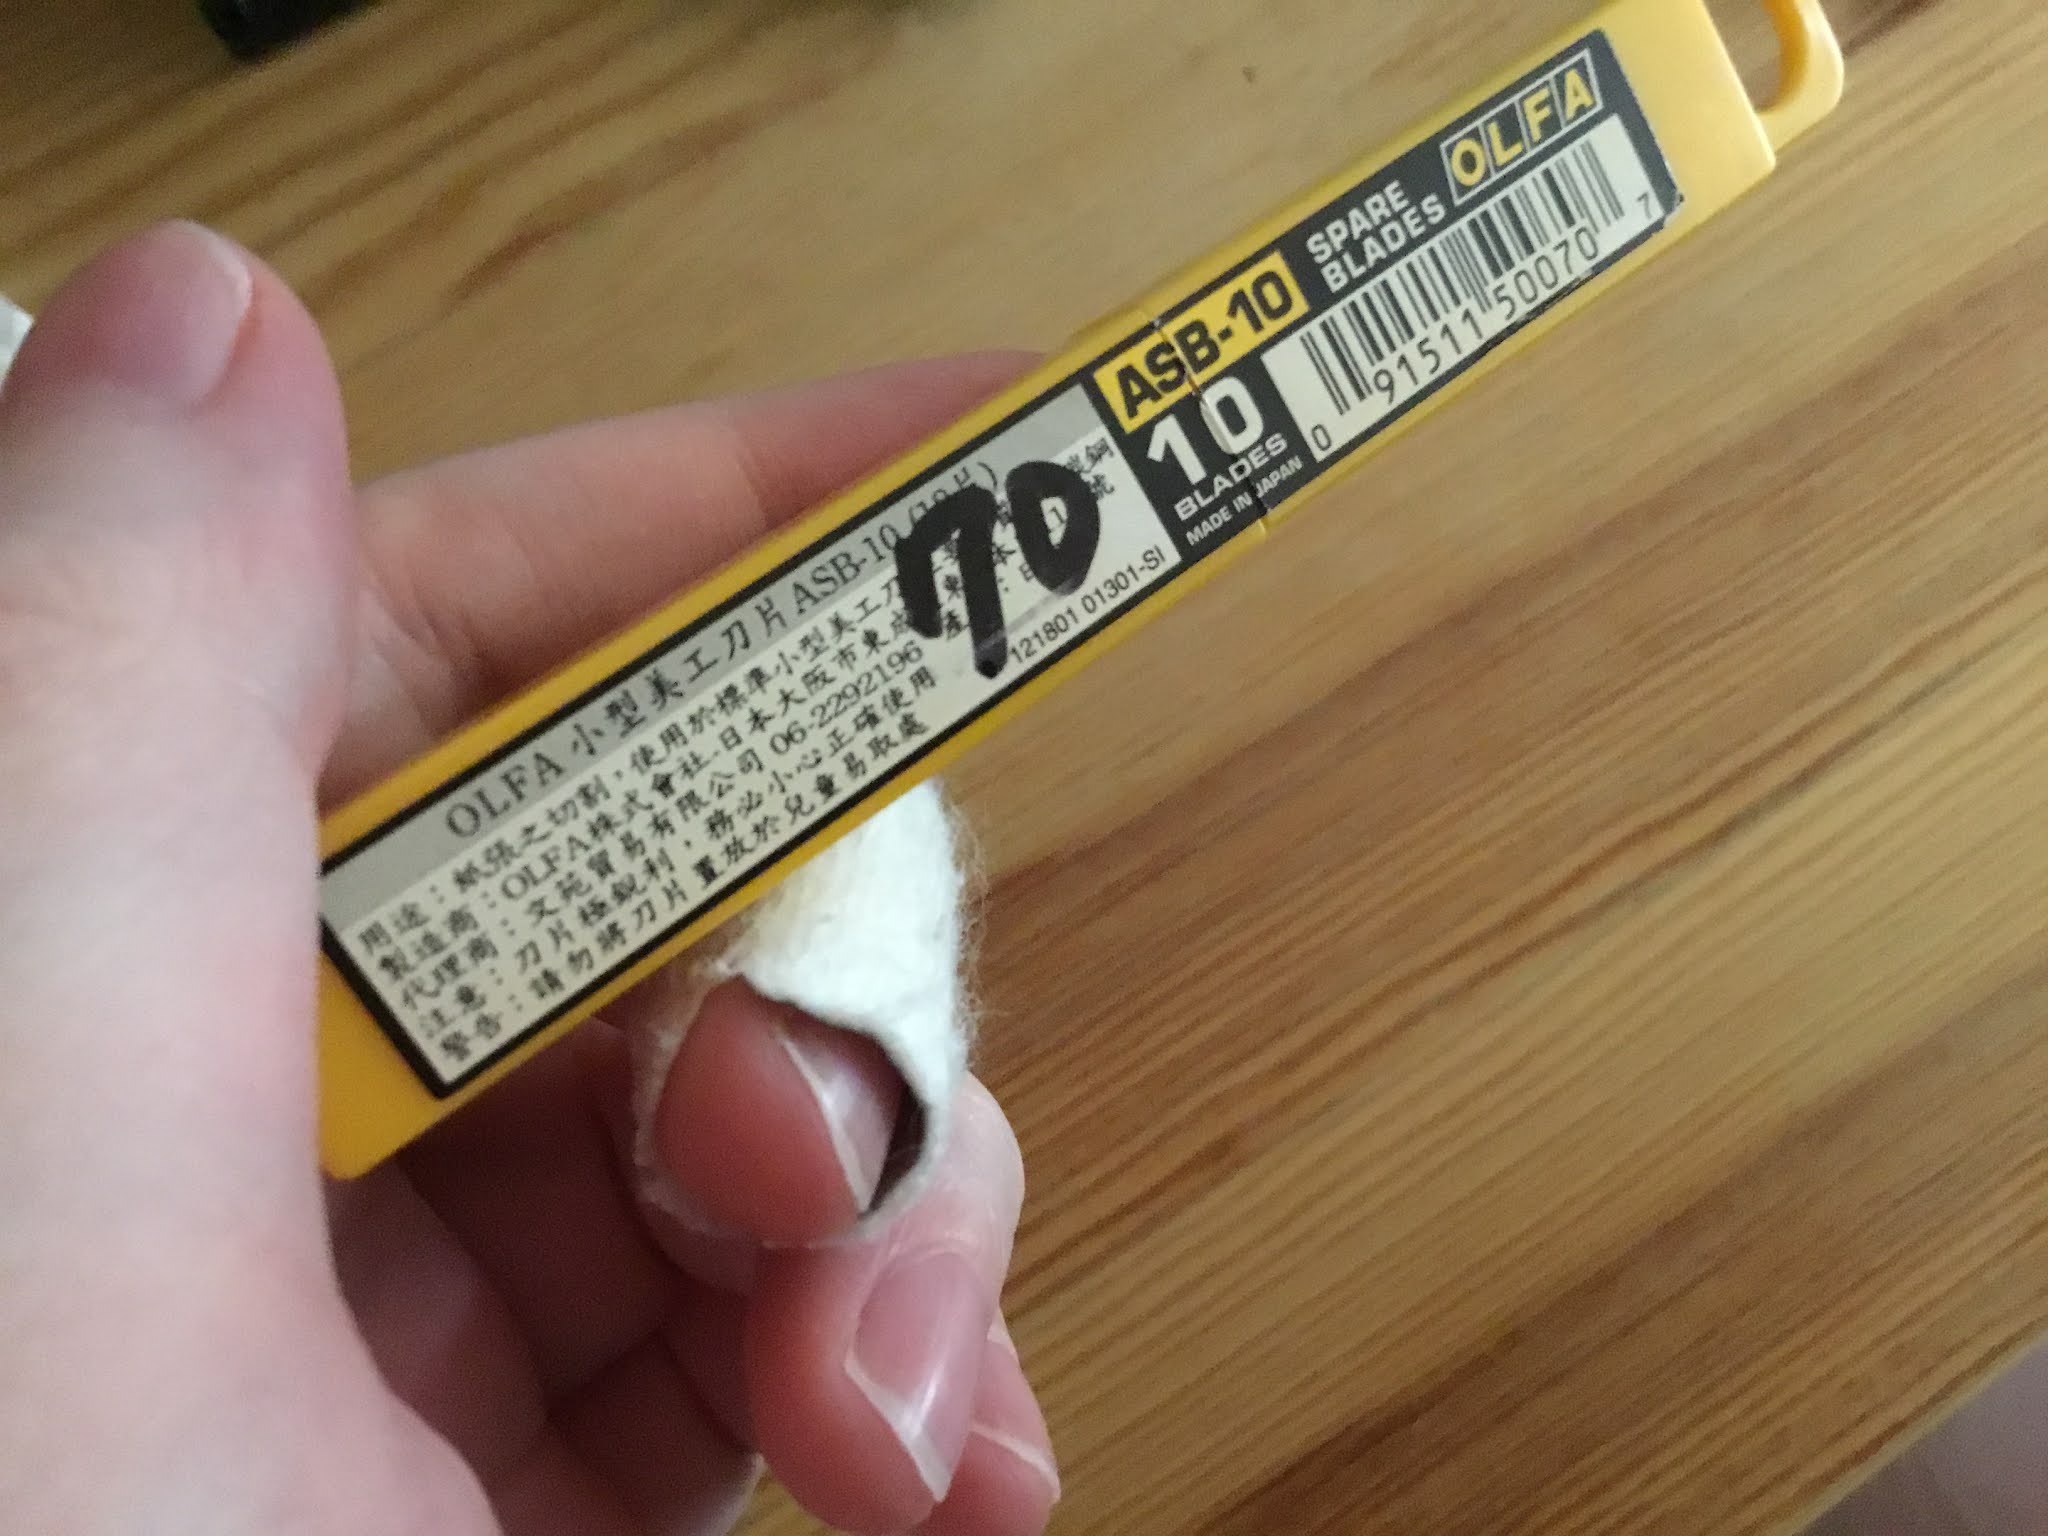 OLFA 小型美工刀片 ASB-10
用途：紙張之切割，使用於標準小型美工刀
製造商：OLFA株式會社-日本大阪市東成
代理商：文苑貿易有限公司 06-2292196 產
注意：刀片極銳利，務必小心正確使用
警告：請勿將刀片置放於兒童易取處
121801 01301-SI
70
ASB-10
10
BLADES
MADE IN JAPAN
SPARE
BLADES
OLFA
0 91511 50070 7